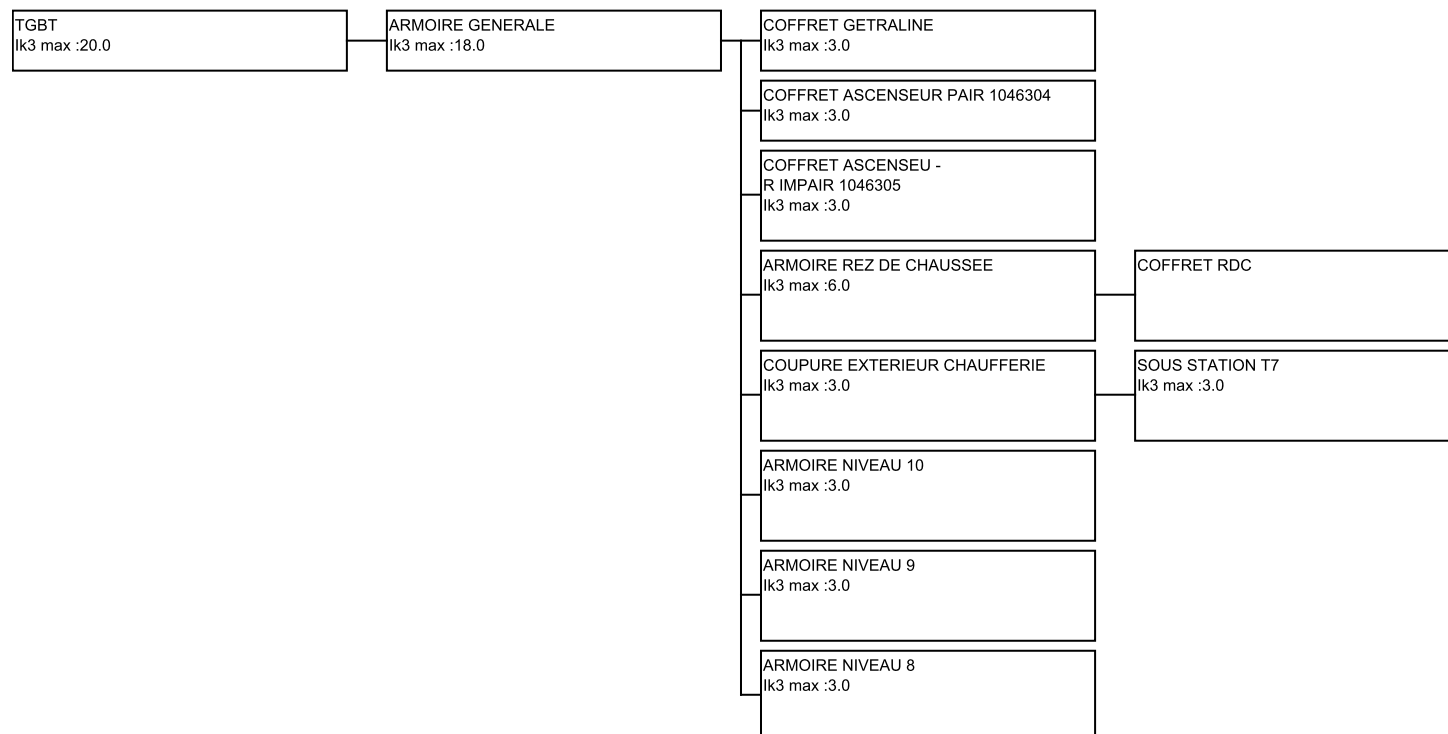 TGBT
Ik3 max :20.0
ARMOIRE GENERALE
Ik3 max :18.0
COFFRET GETRALINE
Ik3 max :3.0
COFFRET ASCENSEUR PAIR 1046304
Ik3 max :3.0
COFFRET ASCENSEU -
R IMPAIR 1046305
Ik3 max :3.0
ARMOIRE REZ DE CHAUSSEE
Ik3 max :6.0
COFFRET RDC
COUPURE EXTERIEUR CHAUFFERIE
Ik3 max :3.0
SOUS STATION T7
Ik3 max :3.0
ARMOIRE NIVEAU 10
Ik3 max :3.0
ARMOIRE NIVEAU 9
Ik3 max :3.0
ARMOIRE NIVEAU 8
Ik3 max :3.0